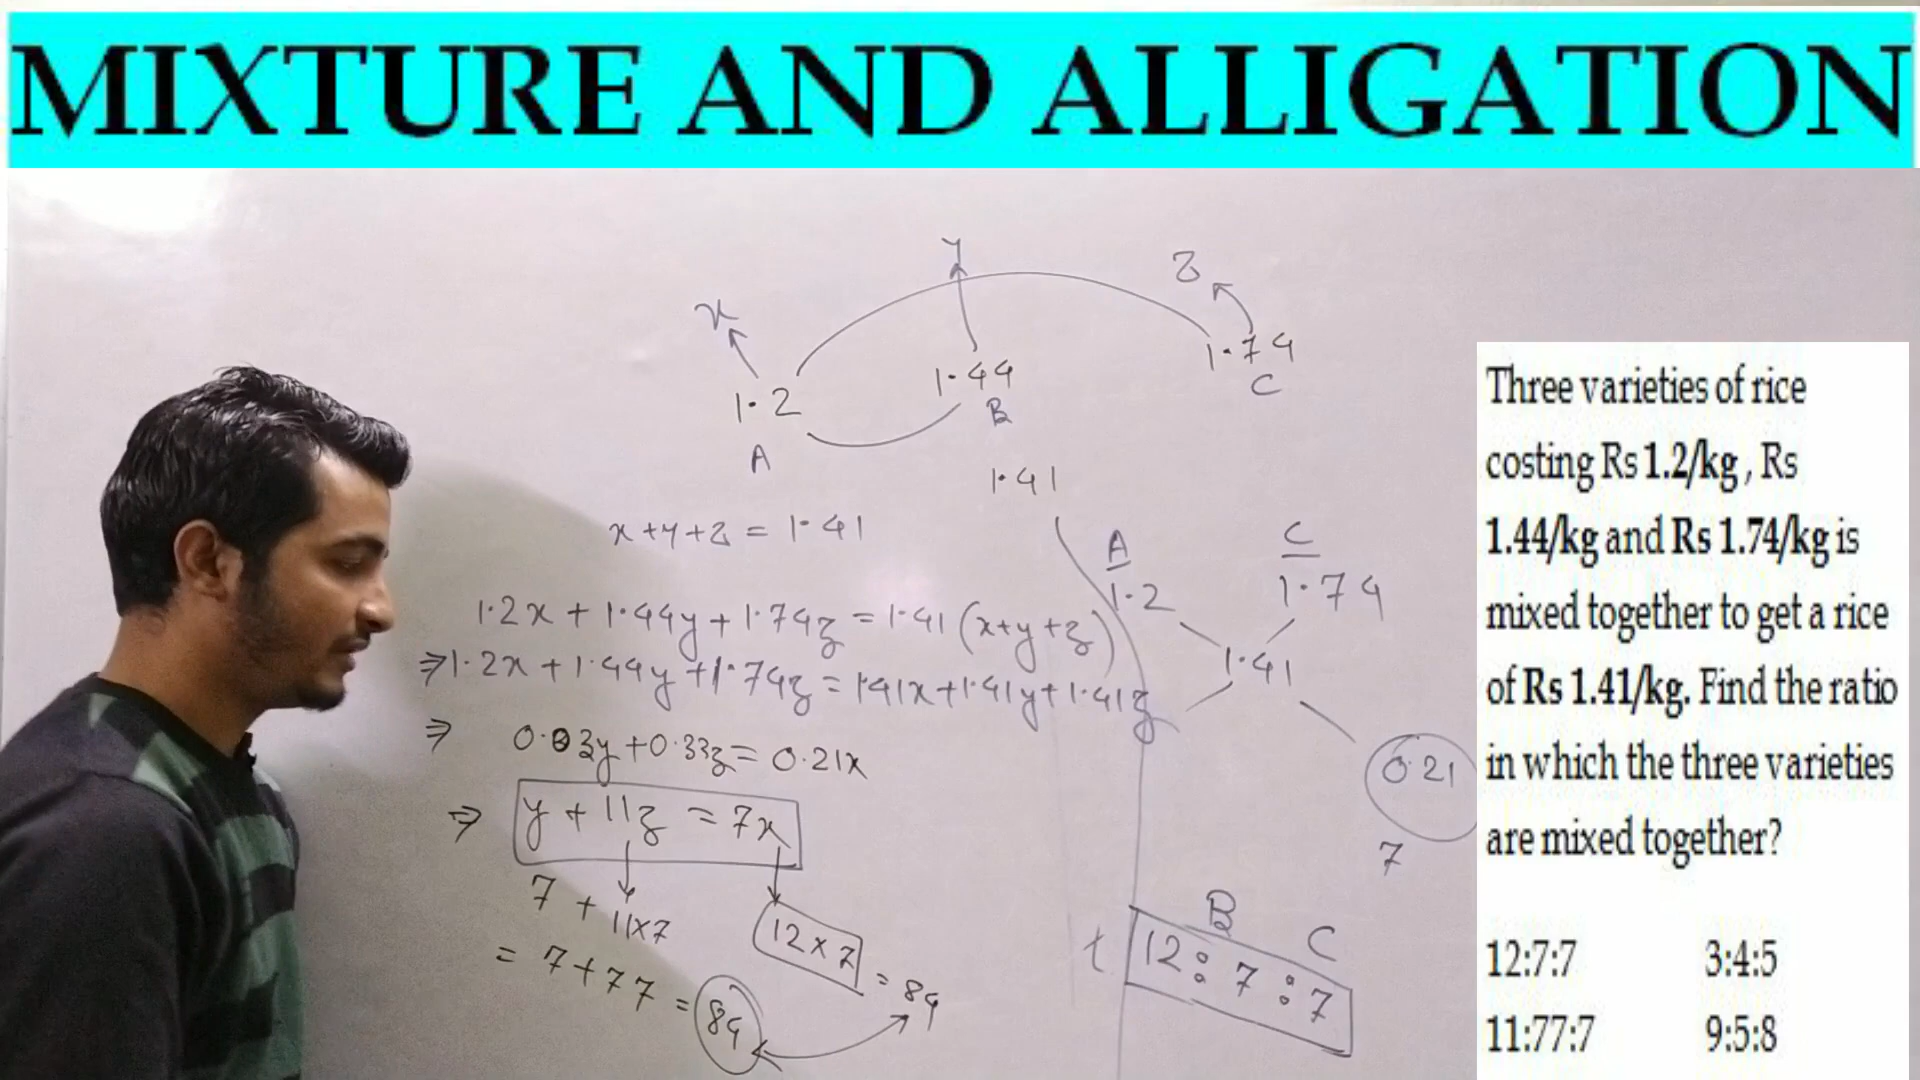 MIXTURE AND ALLIGATION
x
y
z
1.2
1.44
1.74
A
B
C
1.41
x+y+z = 1.41
1.2x + 1.44y + 1.74z = 1.41 (x+y+z)
⇒1.2x + 1.44y + 1.74z = 1.41x + 1.41y + 1.41z
⇒ 0.03y + 0.33z = 0.21x
⇒ y + 11z = 7x
7 + 11×7
12×7 = 84
= 7 + 77 = 84
A
C
1.2
1.74
1.41
0.21
7
B
C
12 : 7 : 7
Three varieties of rice
costing Rs 1.2/kg , Rs
1.44/kg and Rs 1.74/kg is
mixed together to get a rice
of Rs 1.41/kg. Find the ratio
in which the three varieties
are mixed together?
12:7:7 3:4:5
11:77:7 9:5:8